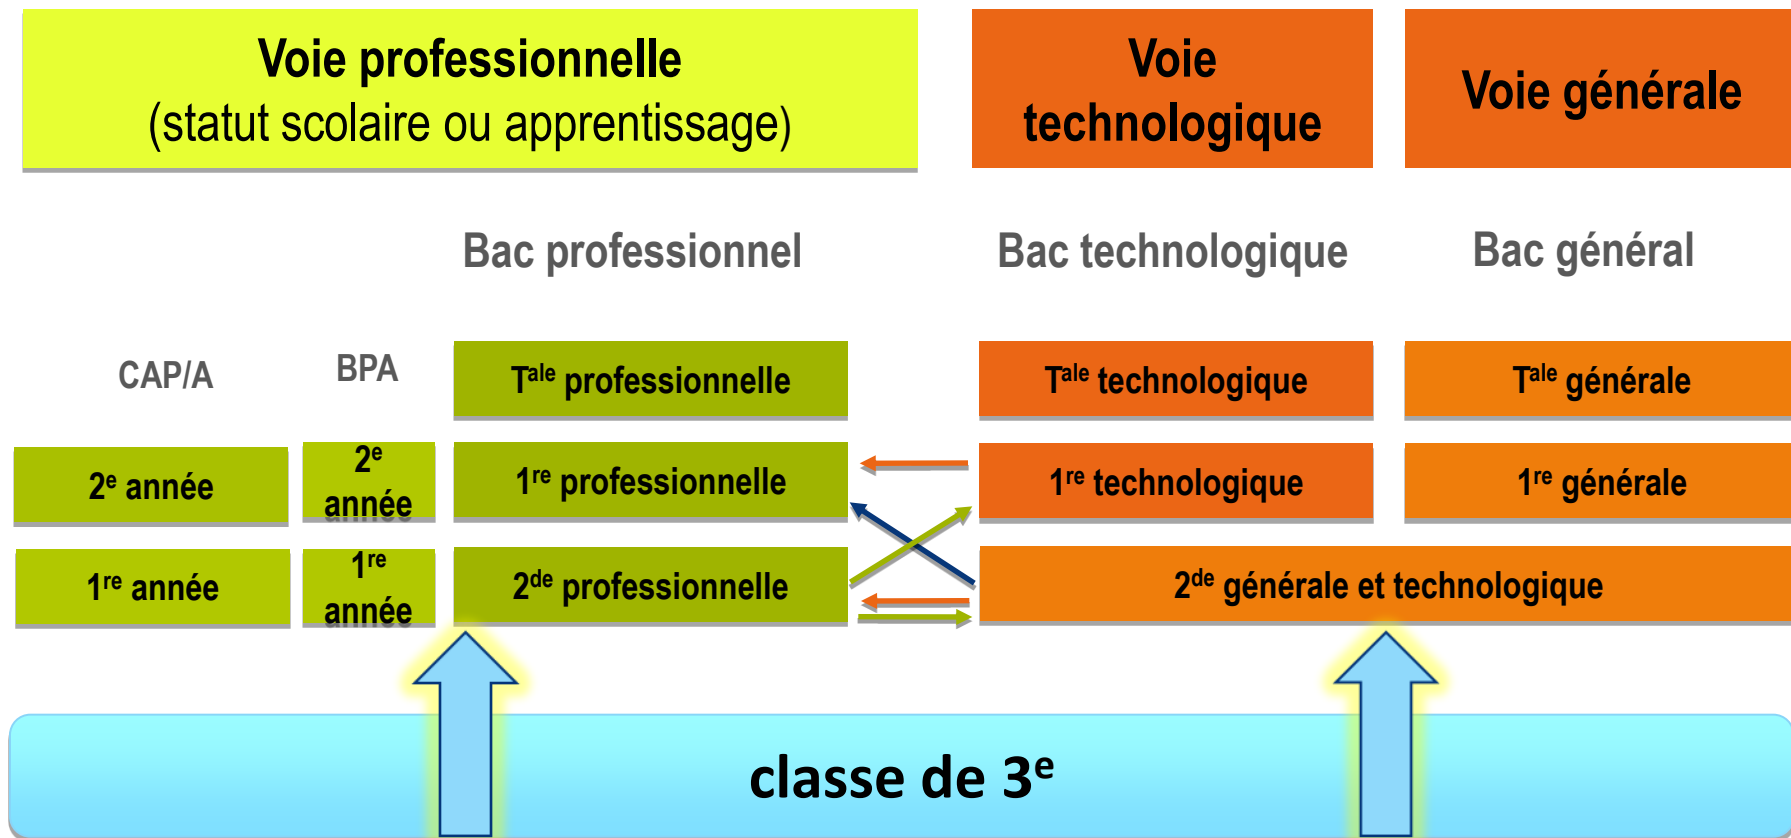 Voie professionnelle
(statut scolaire ou apprentissage)
Voie
technologique
Voie générale
Bac professionnel
Bac technologique
Bac général
CAP/A
BPA
Tale professionnelle
Tale technologique
Tale générale
2e année
2e
année
1re professionnelle
1re technologique
1re générale
1re année
1re
année
2de professionnelle
2de générale et technologique
classe de 3e